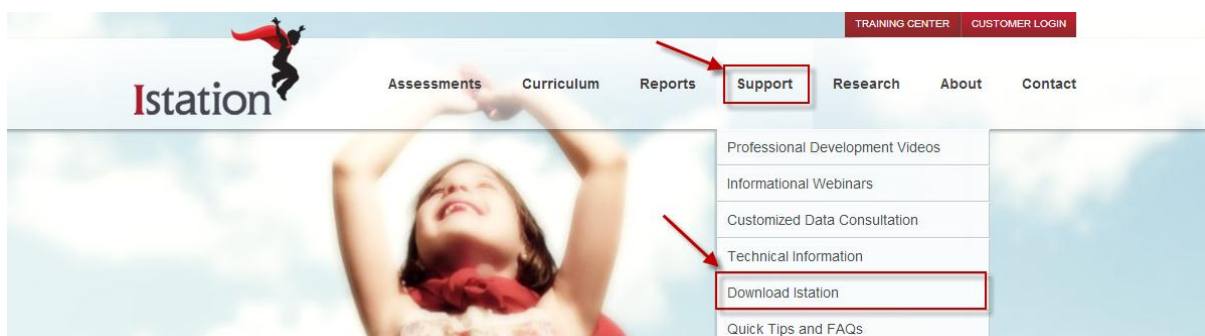 TRAINING CENTER CUSTOMER LOGIN
Istation
Assessments Curriculum Reports Support Research About Contact
Professional Development Videos
Informational Webinars
Customized Data Consultation
Technical Information
Download Istation
Quick Tips and FAQs